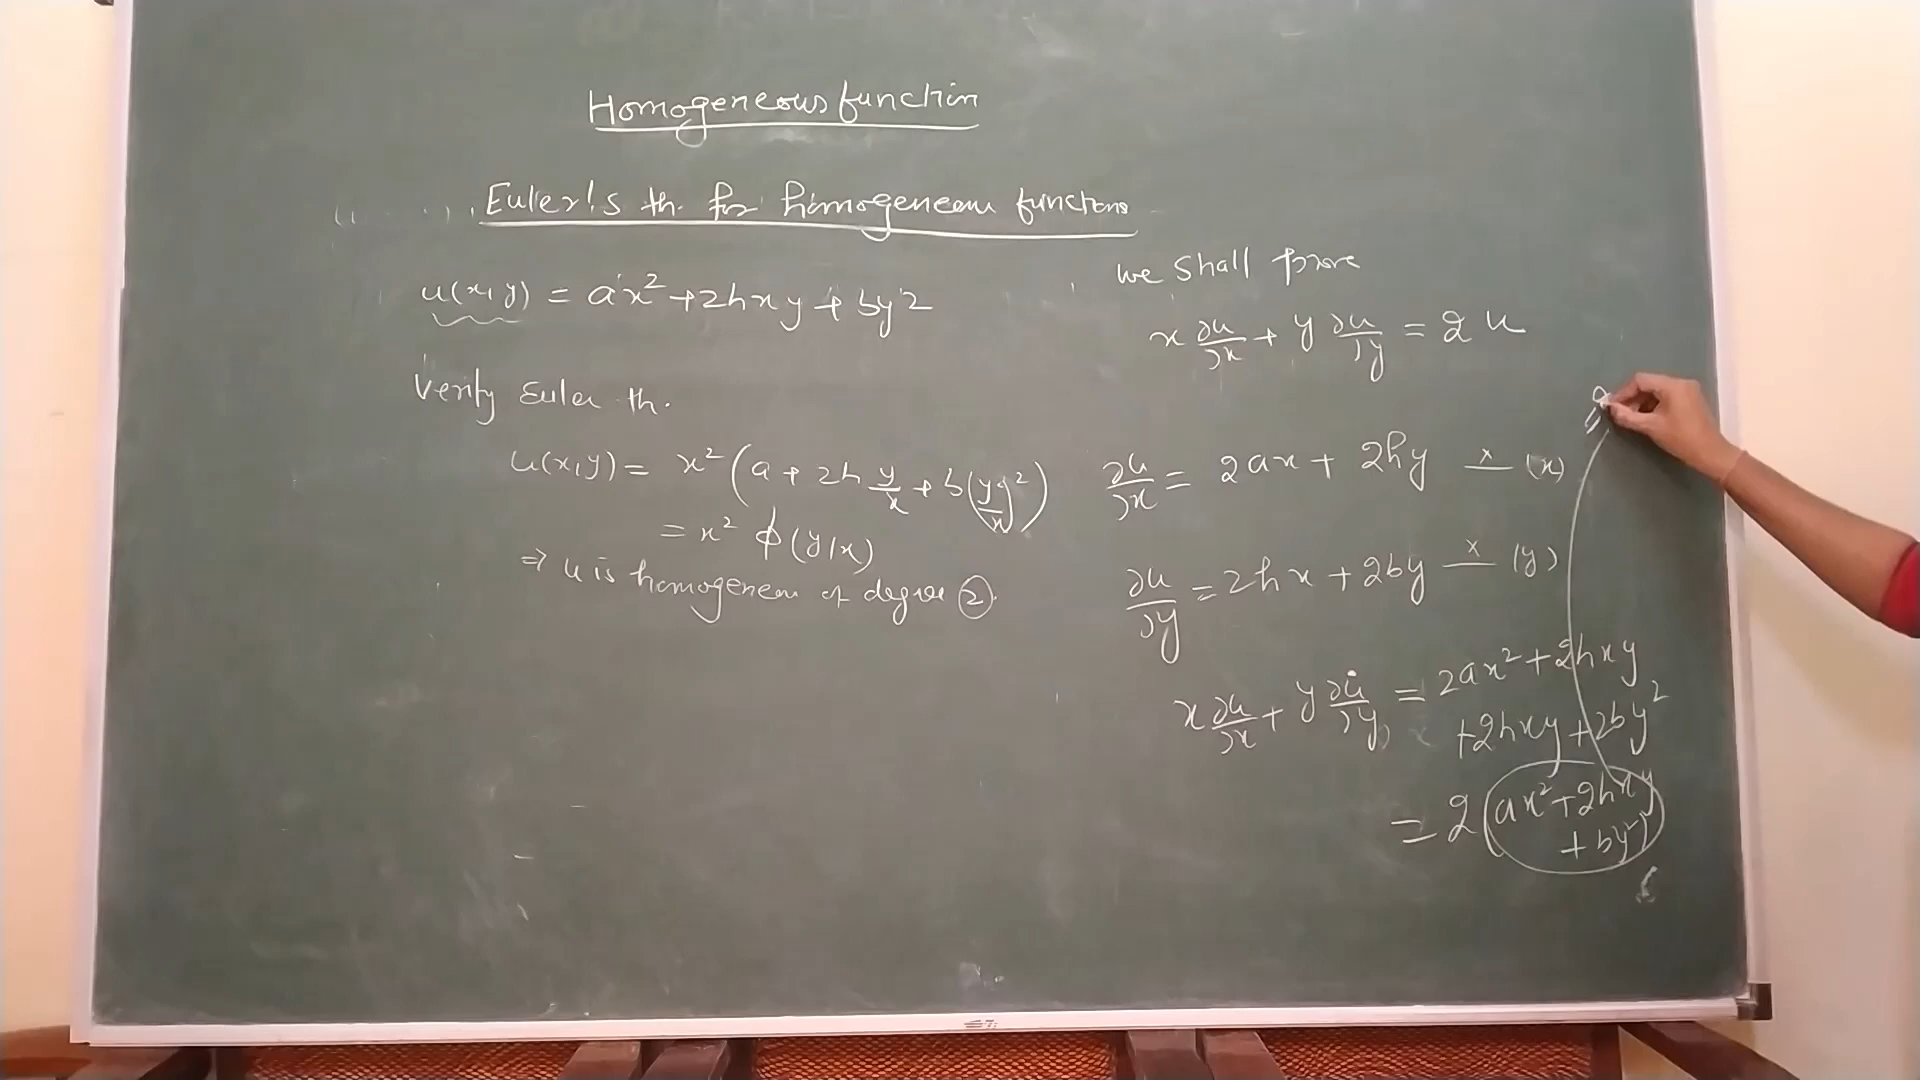 Homogeneous function
Euler's th. for homogeneous functions
u(x,y) = ax² + 2hxy + by²
Verify Euler th.
u(x,y) = x² (a + 2h y/x + b(y/x)²)
= x² φ(y/x)
⇒ u is homogeneous of degree ②.
we shall prove
x ∂u/∂x + y ∂u/∂y = 2 u
∂u/∂x = 2ax + 2hy —x (x)
∂u/∂y = 2hx + 2by —x (y)
x ∂u/∂x + y ∂u/∂y = 2ax² + 2hxy
+2hxy + 2by²
= 2(ax² + 2hxy
+ by²)